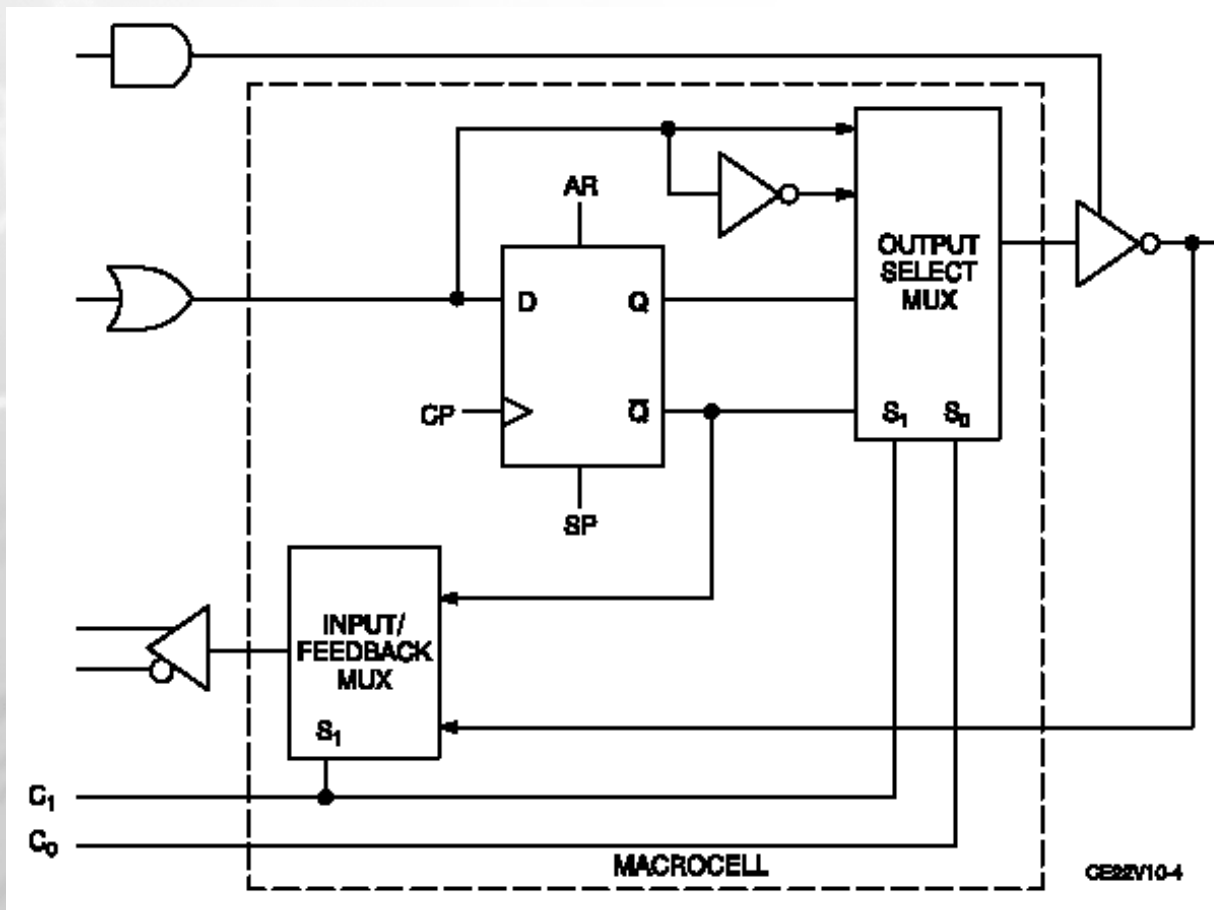 AR
D Q
CP
Q̅
SP
OUTPUT
SELECT
MUX
S₁ S₀
INPUT/
FEEDBACK
MUX
S₁
C₁
C₀
MACROCELL
CE22V10-4